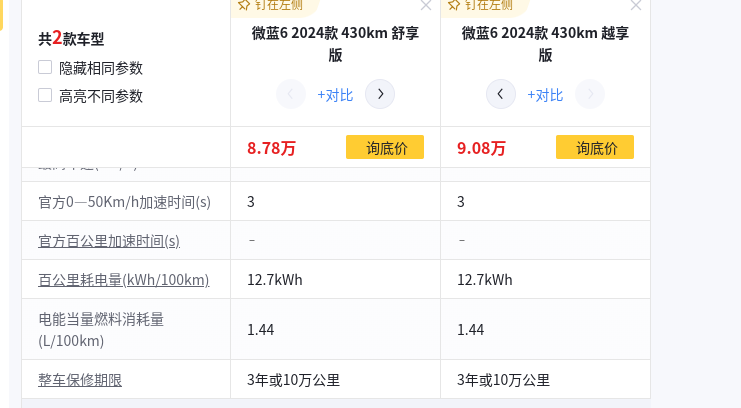 钉在左侧
钉在左侧
共2款车型
隐藏相同参数
高亮不同参数
微蓝6 2024款 430km 舒享
版
+对比
微蓝6 2024款 430km 越享
版
+对比
8.78万
询底价
9.08万
询底价
官方0—50Km/h加速时间(s)
3
3
官方百公里加速时间(s)
-
-
百公里耗电量(kWh/100km)
12.7kWh
12.7kWh
电能当量燃料消耗量
(L/100km)
1.44
1.44
整车保修期限
3年或10万公里
3年或10万公里